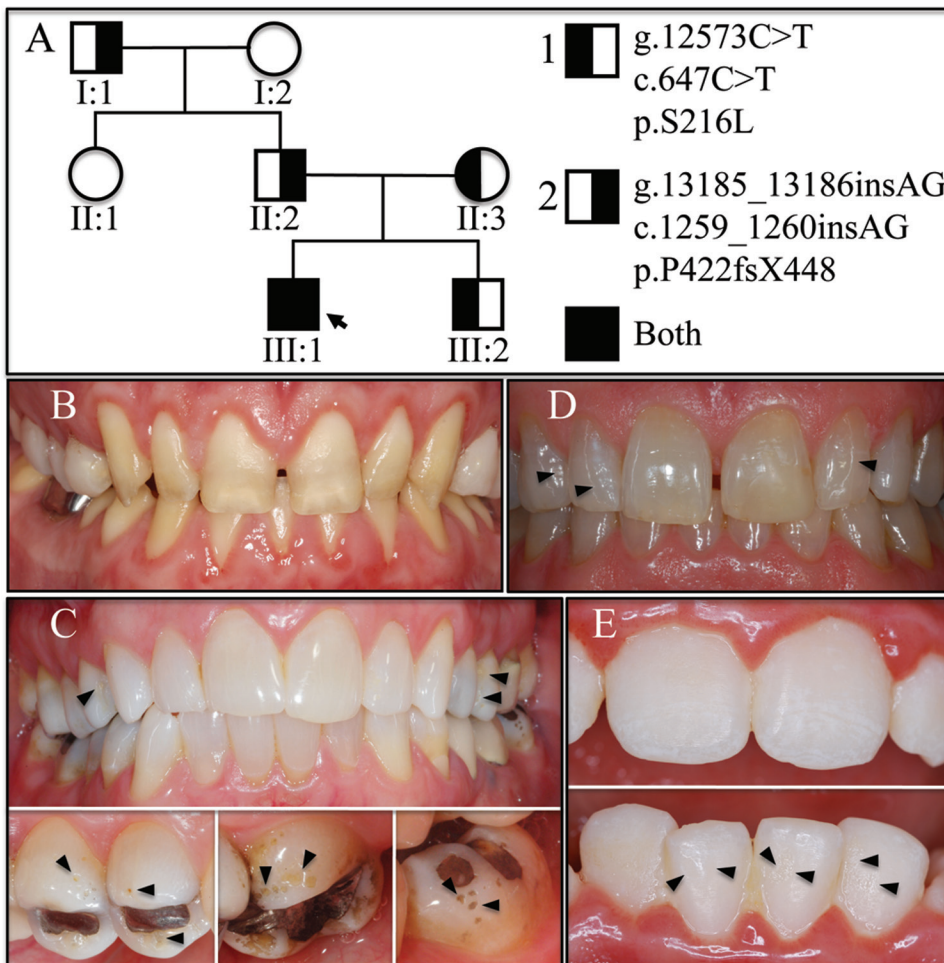 A
I:1
I:2
II:1
II:2
II:3
III:1
III:2
1
g.12573C>T
c.647C>T
p.S216L
2
g.13185_13186insAG
c.1259_1260insAG
p.P422fsX448
Both
B
D
C
E